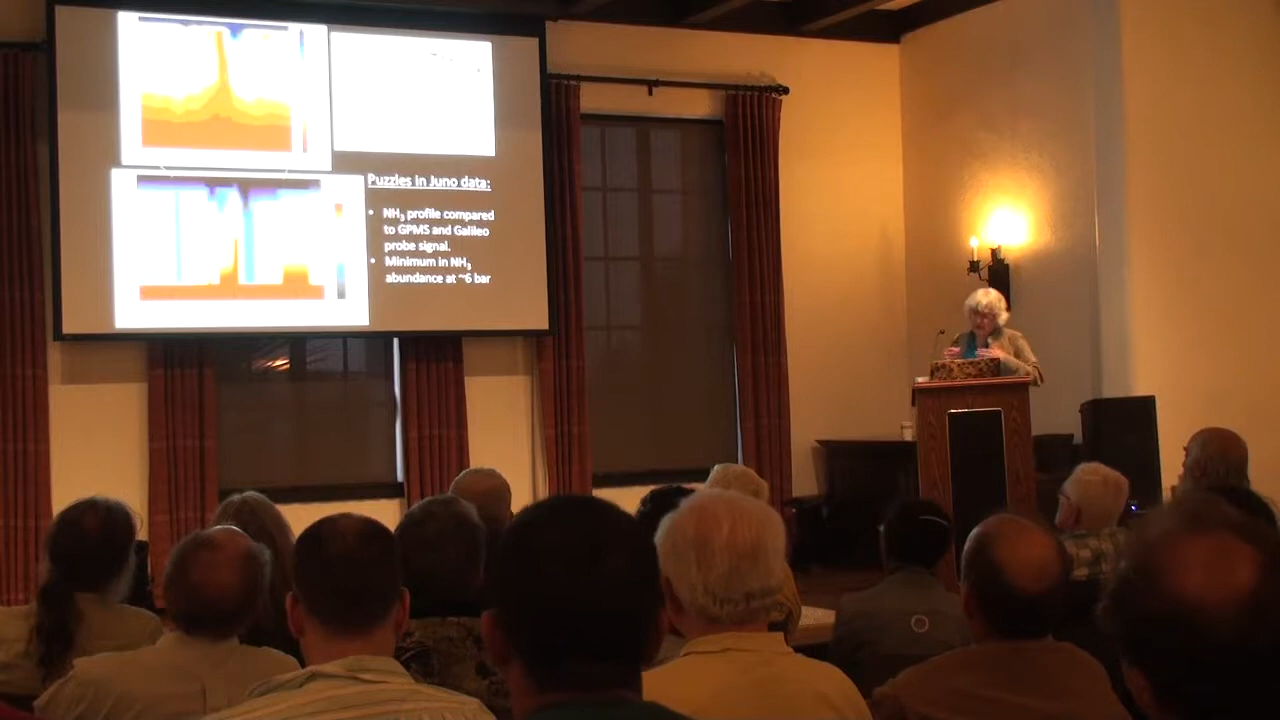 Puzzles in Juno data:
• NH₃ profile compared
to GPMS and Galileo
probe signal.
• Minimum in NH₃
abundance at ~6 bar